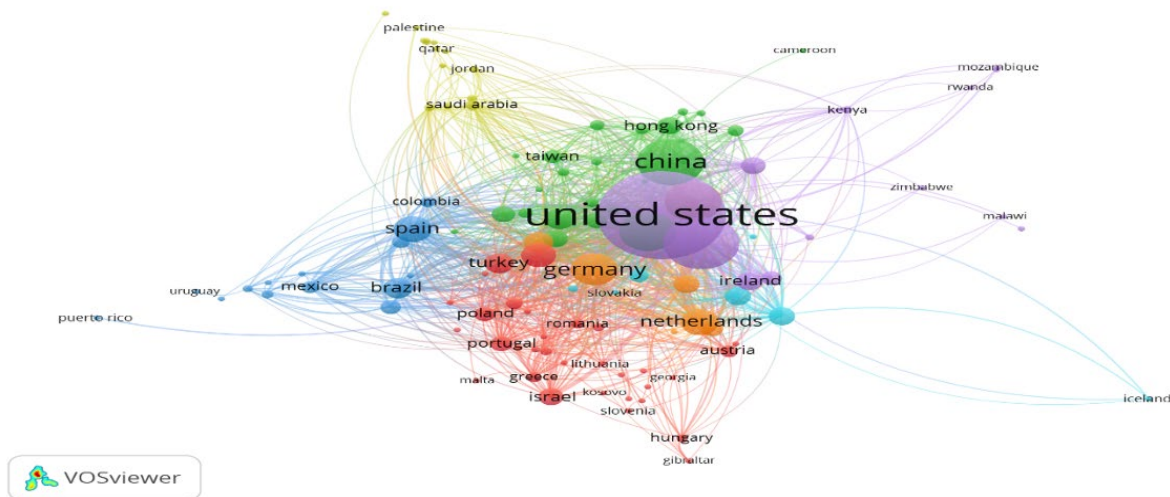 palestine
cameroon
qatar
jordan
mozambique
rwanda
saudi arabia
kenya
hong kong
taiwan
china
zimbabwe
colombia
united states
malawi
spain
turkey
germany
ireland
uruguay
mexico
brazil
slovakia
puerto rico
poland
romania
netherlands
portugal
austria
lithuania
malta
greece
georgia
israel
kosovo
iceland
slovenia
hungary
gibraltar
VOSviewer